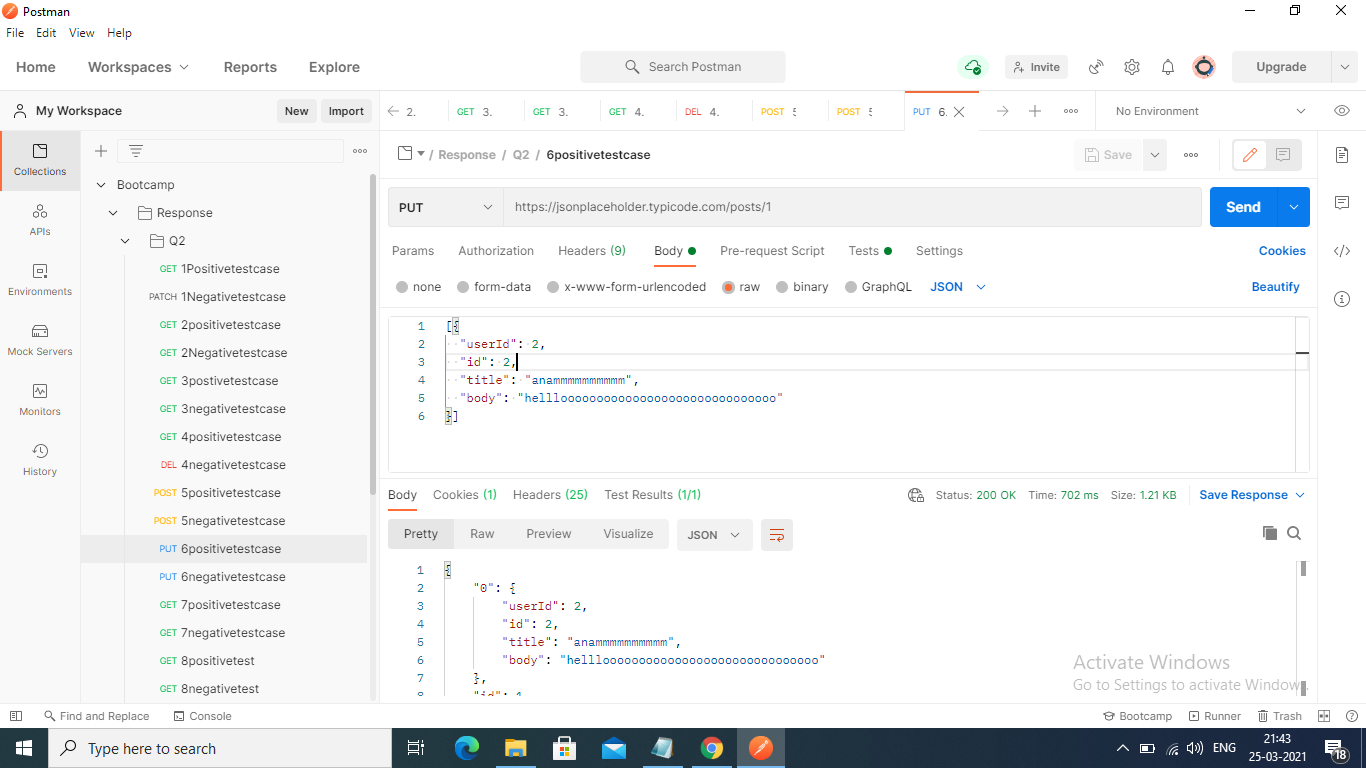 Postman
File Edit View Help
Home Workspaces Reports Explore Search Postman Invite Upgrade
My Workspace New Import
2. GET 3. GET 3. GET 4. DEL 4. POST POST PUT 6. No Environment
Collections
APIs
Environments
Mock Servers
Monitors
History
Bootcamp
Response
Q2
GET 1Positivetestcase
PATCH 1Negativetestcase
GET 2positivetestcase
GET 2Negativetestcase
GET 3postivetestcase
GET 3negativetestcase
GET 4positivetestcase
DEL 4negativetestcase
POST 5positivetestcase
POST 5negativetestcase
PUT 6positivetestcase
PUT 6negativetestcase
GET 7positivetestcase
GET 7negativetestcase
GET 8positivetest
GET 8negativetest
/ Response / Q2 / 6positivetestcase Save
PUT https://jsonplaceholder.typicode.com/posts/1 Send
Params Authorization Headers (9) Body Pre-request Script Tests Settings Cookies
none form-data x-www-form-urlencoded raw binary GraphQL JSON Beautify
1 [{
2 "userId": 2,
3 "id": 2,
4 "title": "anammmmmmmmmm",
5 "body": "hellloooooooooooooooooooooooooooooo"
6 }]
Body Cookies (1) Headers (25) Test Results (1/1) Status: 200 OK Time: 702 ms Size: 1.21 KB Save Response
Pretty Raw Preview Visualize JSON
1 {
2 "0": {
3 "userId": 2,
4 "id": 2,
5 "title": "anammmmmmmmmm",
6 "body": "hellloooooooooooooooooooooooooooooo"
7 },
8 "id": 1
Activate Windows
Go to Settings to activate Windows.
Find and Replace Console Bootcamp Runner Trash
Type here to search ENG 21:43
25-03-2021 18